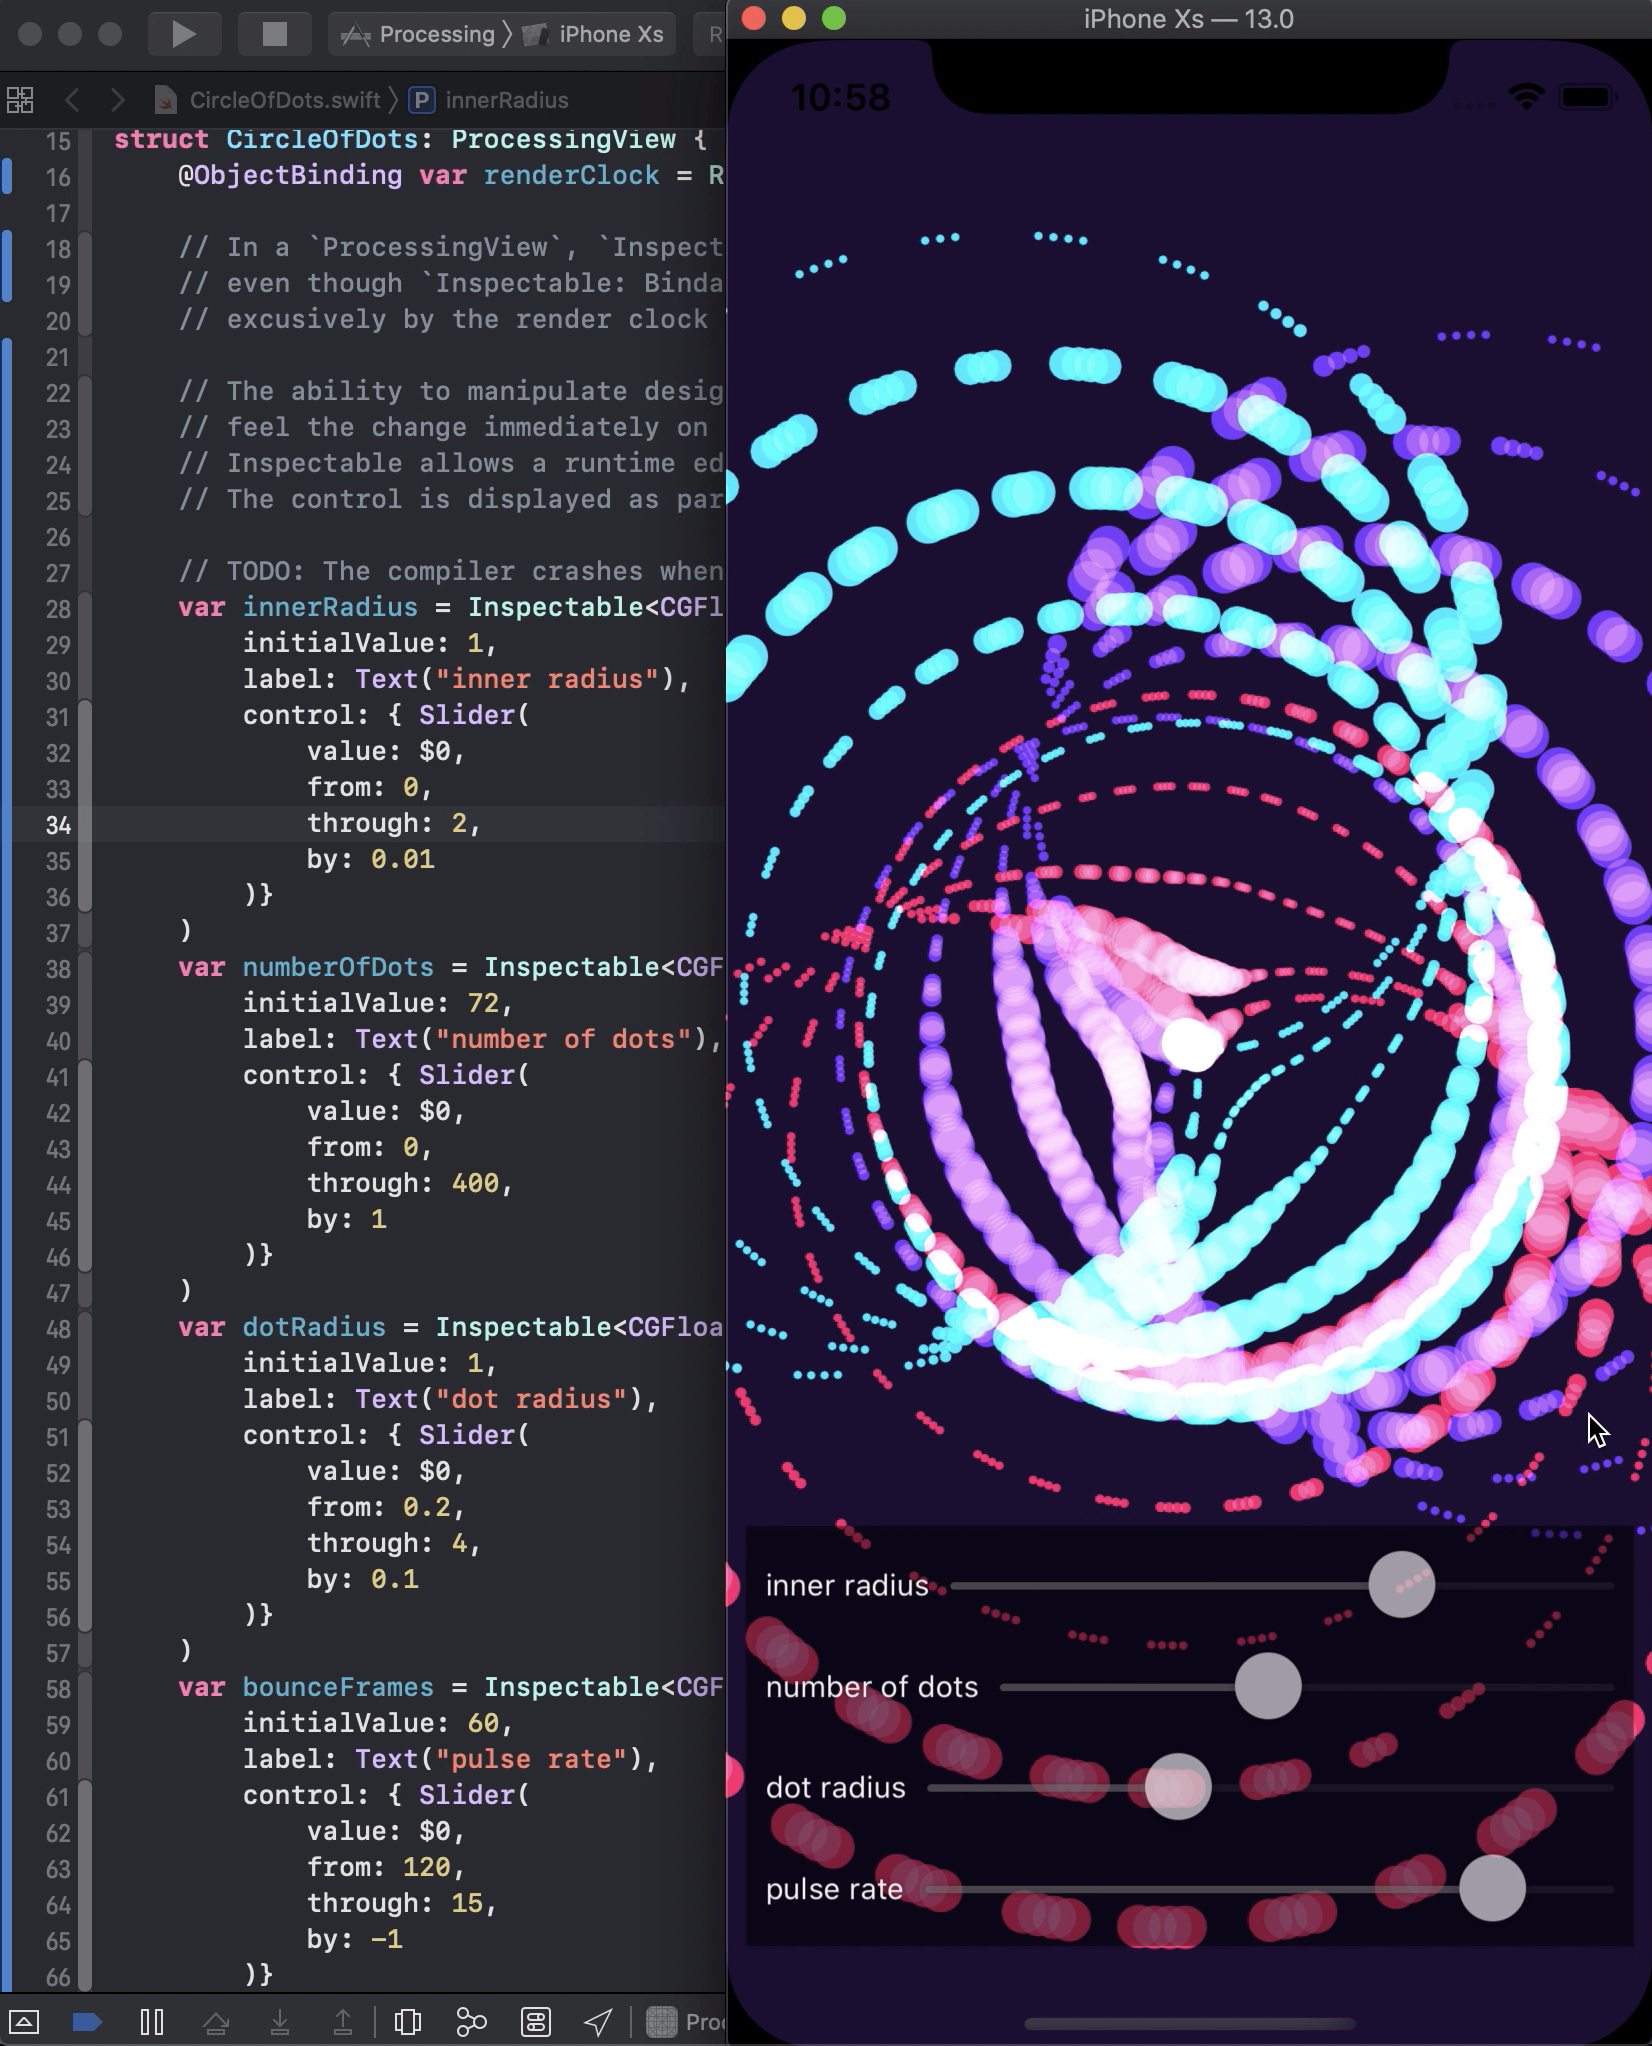 Processing 〉 iPhone Xs
R
CircleOfDots.swift 〉 P innerRadius
15 struct CircleOfDots: ProcessingView {
16 @ObjectBinding var renderClock = R
17
18 // In a `ProcessingView`, `Inspect
19 // even though `Inspectable: Binda
20 // excusively by the render clock
21
22 // The ability to manipulate desig
23 // feel the change immediately on
24 // Inspectable allows a runtime ed
25 // The control is displayed as par
26
27 // TODO: The compiler crashes when
28 var innerRadius = Inspectable<CGFl
29 initialValue: 1,
30 label: Text("inner radius"),
31 control: { Slider(
32 value: $0,
33 from: 0,
34 through: 2,
35 by: 0.01
36 )}
37 )
38 var numberOfDots = Inspectable<CGF
39 initialValue: 72,
40 label: Text("number of dots"),
41 control: { Slider(
42 value: $0,
43 from: 0,
44 through: 400,
45 by: 1
46 )}
47 )
48 var dotRadius = Inspectable<CGFloa
49 initialValue: 1,
50 label: Text("dot radius"),
51 control: { Slider(
52 value: $0,
53 from: 0.2,
54 through: 4,
55 by: 0.1
56 )}
57 )
58 var bounceFrames = Inspectable<CGF
59 initialValue: 60,
60 label: Text("pulse rate"),
61 control: { Slider(
62 value: $0,
63 from: 120,
64 through: 15,
65 by: -1
66 )}
Proc
iPhone Xs — 13.0
10:58
inner radius
number of dots
dot radius
pulse rate